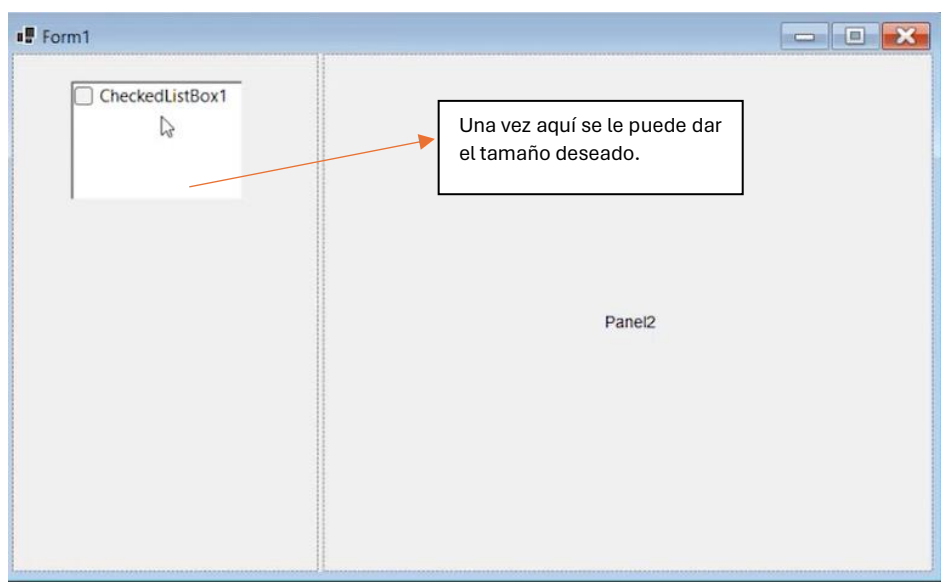 Form1
CheckedListBox1
Una vez aquí se le puede dar
el tamaño deseado.
Panel2